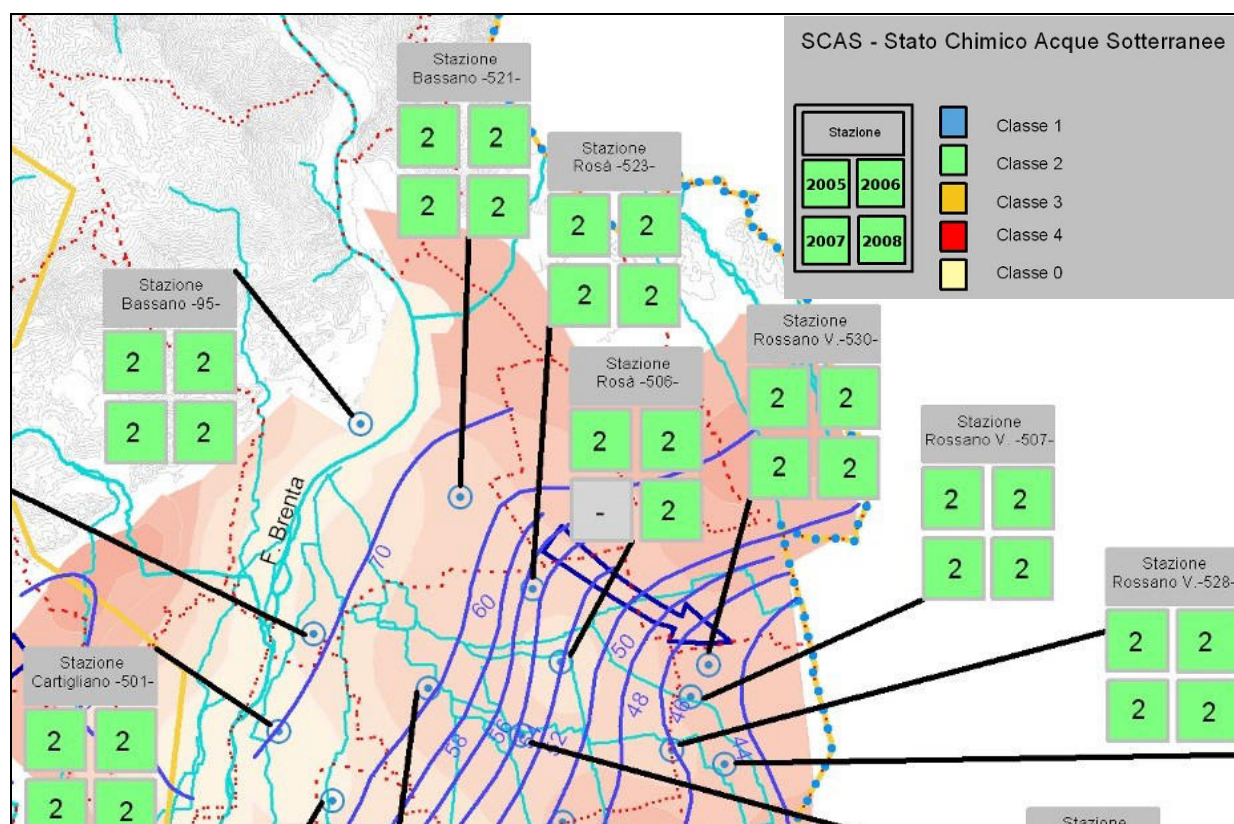 SCAS - Stato Chimico Acque Sotterranee
Stazione
2005 2006
2007 2008
Classe 1
Classe 2
Classe 3
Classe 4
Classe 0
Stazione
Bassano -521-
2 2
2 2
Stazione
Rosà -523-
2 2
2 2
Stazione
Bassano -95-
2 2
2 2
Stazione
Rossano V.-530-
2 2
2 2
Stazione
Rosà -506-
2 2
- 2
Stazione
Rossano V. -507-
2 2
2 2
Stazione
Rossano V.-528-
2 2
2 2
Stazione
Cartigliano -501-
2 2
2 2
F. Brenta
70
60
50
48
46
44
58
56
Stazione